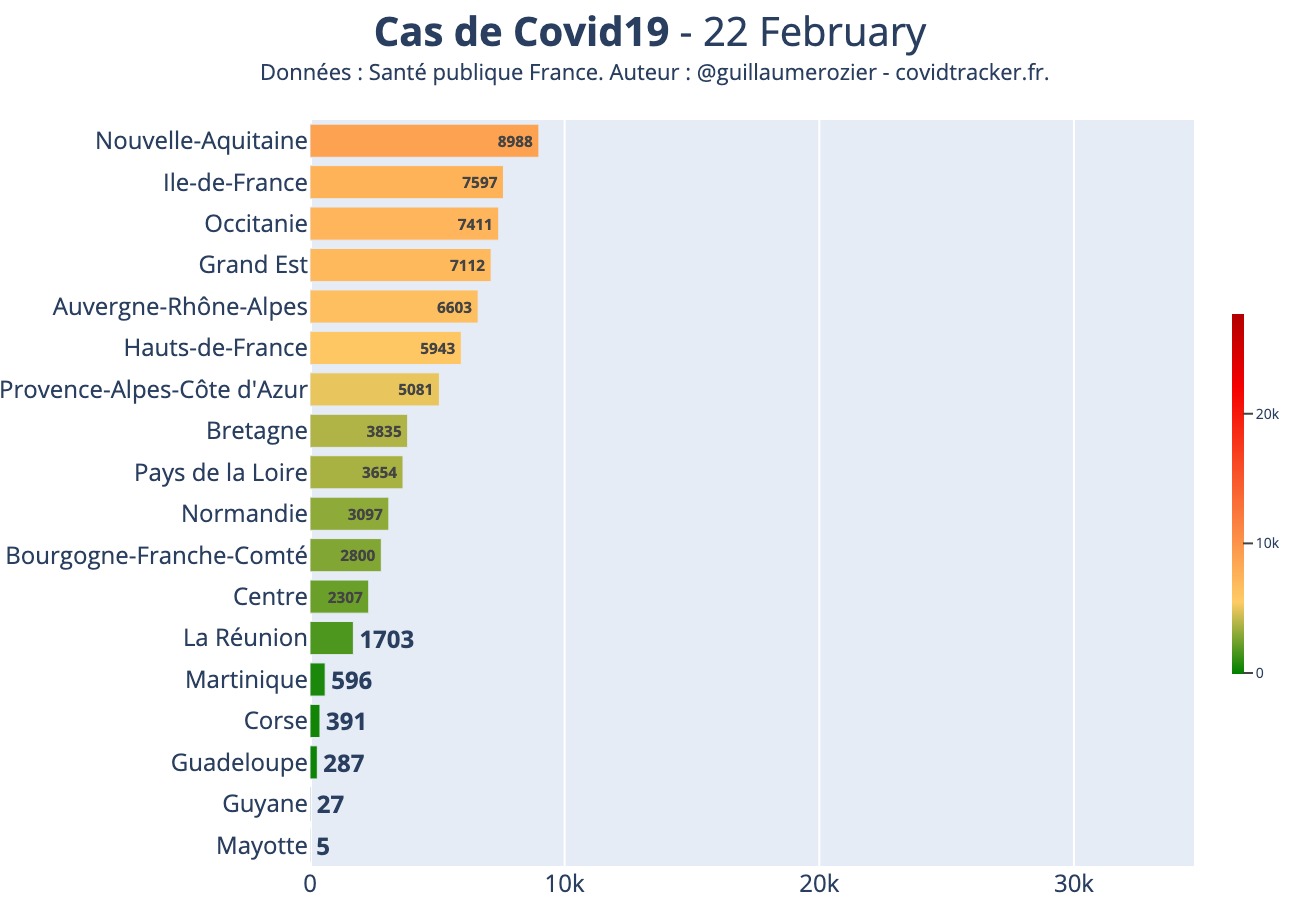 Cas de Covid19 - 22 February
Données : Santé publique France. Auteur : @guillaumerozier - covidtracker.fr.
Nouvelle-Aquitaine 8988
Ile-de-France 7597
Occitanie 7411
Grand Est 7112
Auvergne-Rhône-Alpes 6603
Hauts-de-France 5943
Provence-Alpes-Côte d'Azur 5081
Bretagne 3835
Pays de la Loire 3654
Normandie 3097
Bourgogne-Franche-Comté 2800
Centre 2307
La Réunion 1703
Martinique 596
Corse 391
Guadeloupe 287
Guyane 27
Mayotte 5
0 10k 20k 30k
20k
10k
0